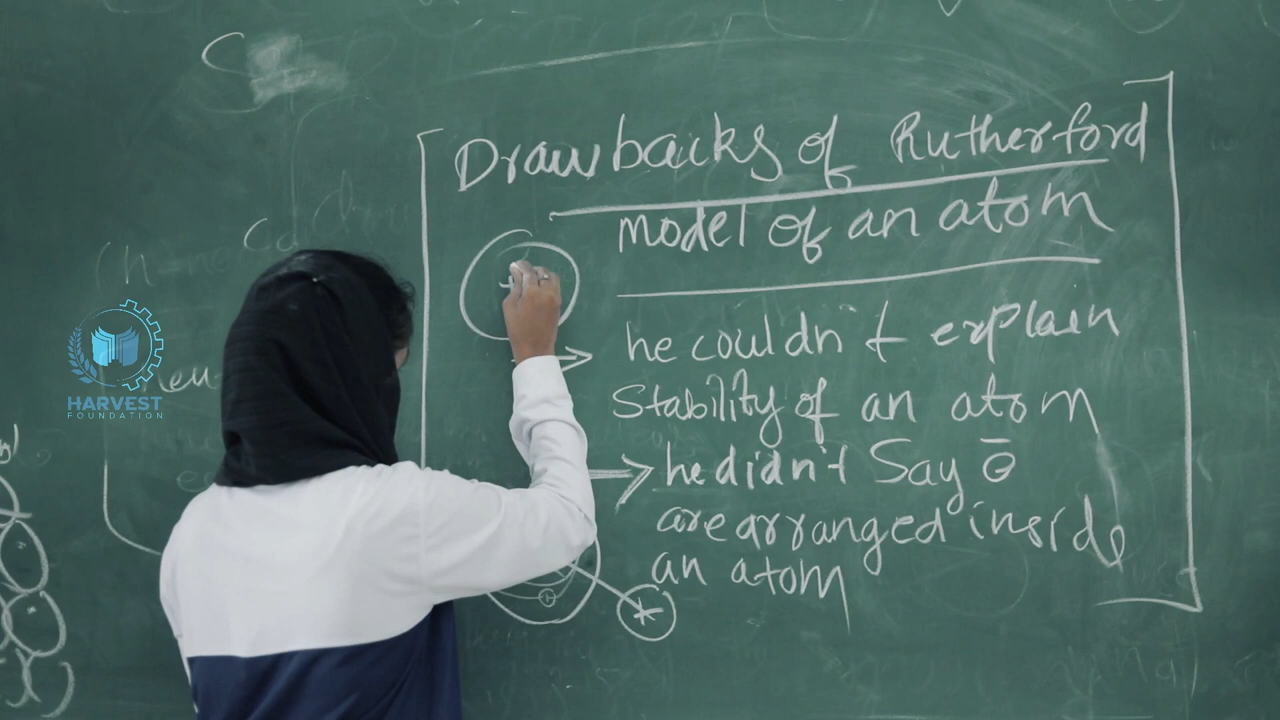 Drawbacks of Rutherford
model of an atom
he couldn't explain
Stability of an atom
he didn't Say ē
are arranged inside
an atom
HARVEST
FOUNDATION